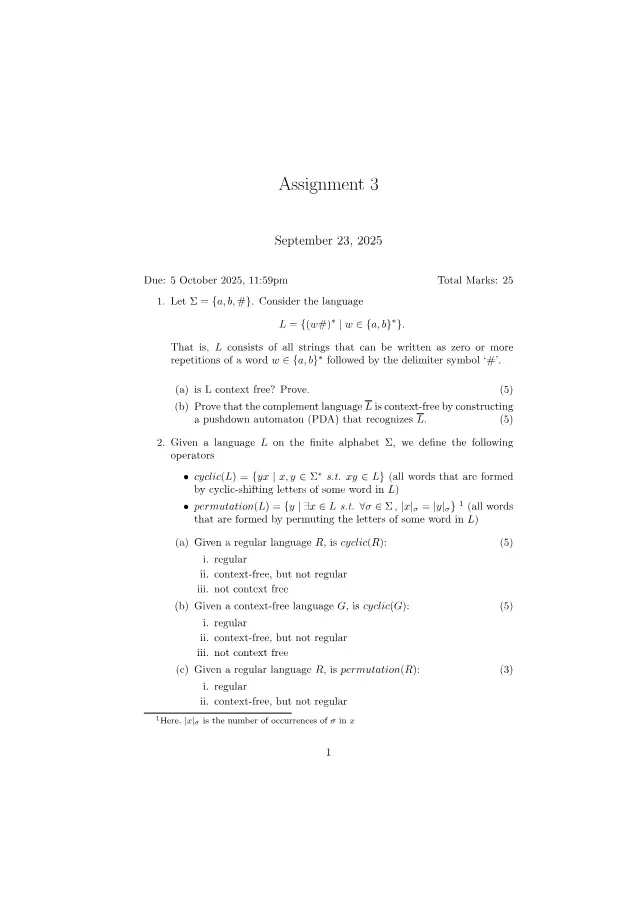 Assignment 3
September 23, 2025
Due: 5 October 2025, 11:59pm Total Marks: 25
1. Let Σ = {a, b, #}. Consider the language
L = {(w#)* | w ∈ {a, b}*}.
That is, L consists of all strings that can be written as zero or more
repetitions of a word w ∈ {a, b}* followed by the delimiter symbol ‘#’.
(a) is L context free? Prove. (5)
(b) Prove that the complement language L̅ is context-free by constructing
a pushdown automaton (PDA) that recognizes L̅. (5)
2. Given a language L on the finite alphabet Σ, we define the following
operators
• cyclic(L) = {yx | x, y ∈ Σ* s.t. xy ∈ L} (all words that are formed
by cyclic-shifting letters of some word in L)
• permutation(L) = {y | ∃x ∈ L s.t. ∀σ ∈ Σ , |x|σ = |y|σ} ¹ (all words
that are formed by permuting the letters of some word in L)
(a) Given a regular language R, is cyclic(R): (5)
i. regular
ii. context-free, but not regular
iii. not context free
(b) Given a context-free language G, is cyclic(G): (5)
i. regular
ii. context-free, but not regular
iii. not context free
(c) Given a regular language R, is permutation(R): (3)
i. regular
ii. context-free, but not regular
¹Here, |x|σ is the number of occurrences of σ in x
1